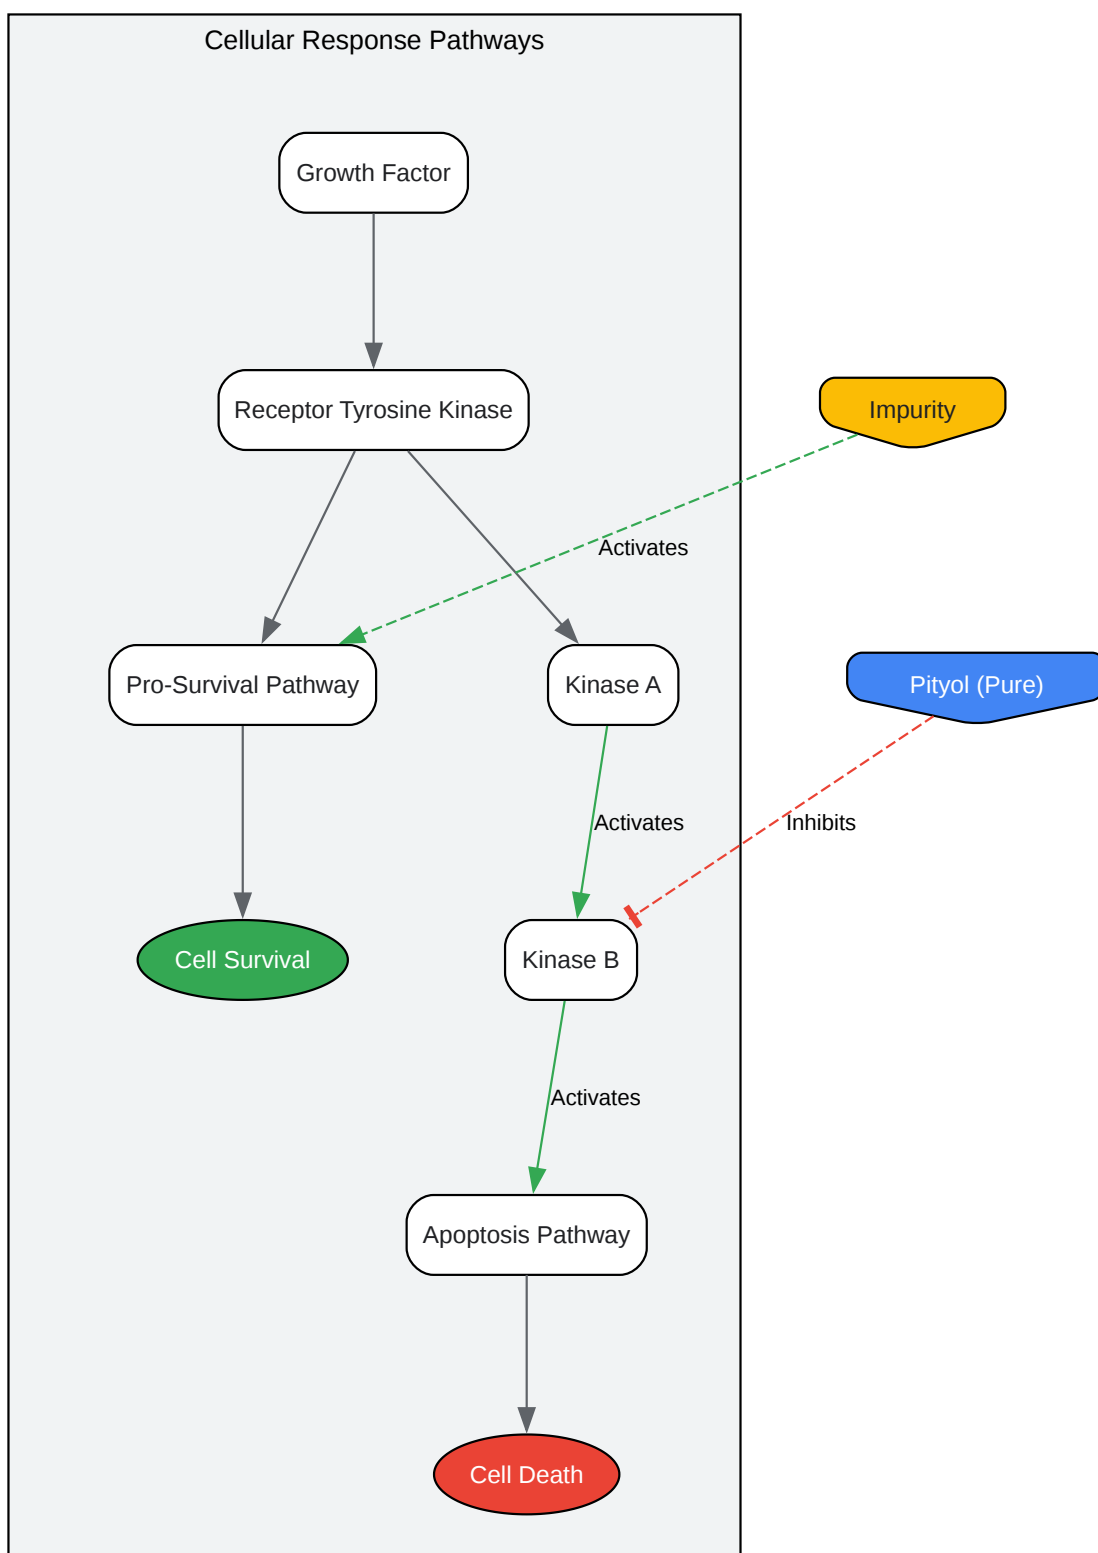 Cellular Response Pathways
Growth Factor
Receptor Tyrosine Kinase
Impurity
Activates
Pro-Survival Pathway
Kinase A
Pityol (Pure)
Activates
Inhibits
Cell Survival
Kinase B
Activates
Apoptosis Pathway
Cell Death